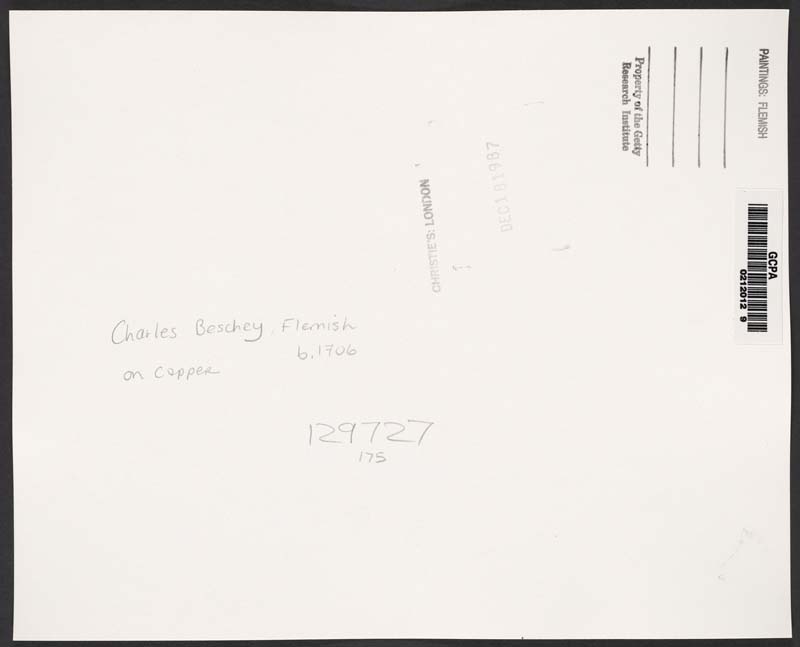 PAINTINGS: FLEMISH
Property of the Getty
Research Institute
GCPA
0212012 9
DEC 18 1987
CHRISTIE'S: LONDON
Charles Beschey, Flemish
b. 1706
on Copper
129727
175